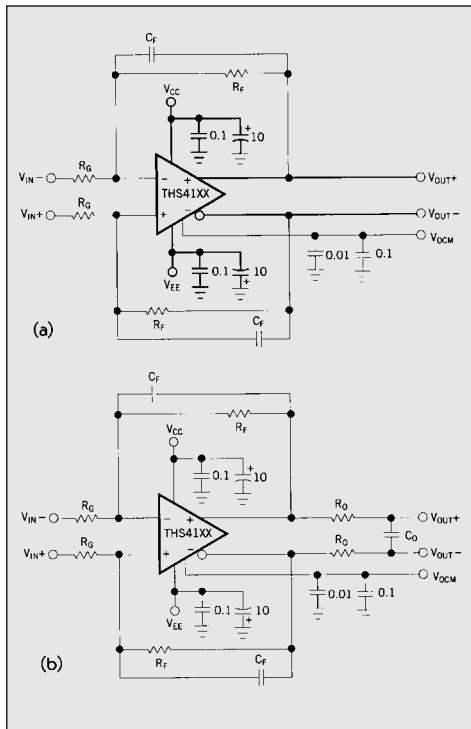 CF
RF
VCC
0.1
+
10
VIN−
RG
−
+
THS41XX
VOUT+
VIN+
RG
+
−
VOUT−
VOCM
0.1
10
+
0.01
0.1
VEE
(a)
RF
CF
CF
RF
VCC
0.1
+
10
VIN−
RG
−
+
THS41XX
RO
VOUT+
CO
VIN+
RG
+
−
RO
VOUT−
VOCM
0.1
10
+
0.01
0.1
VEE
(b)
RF
CF